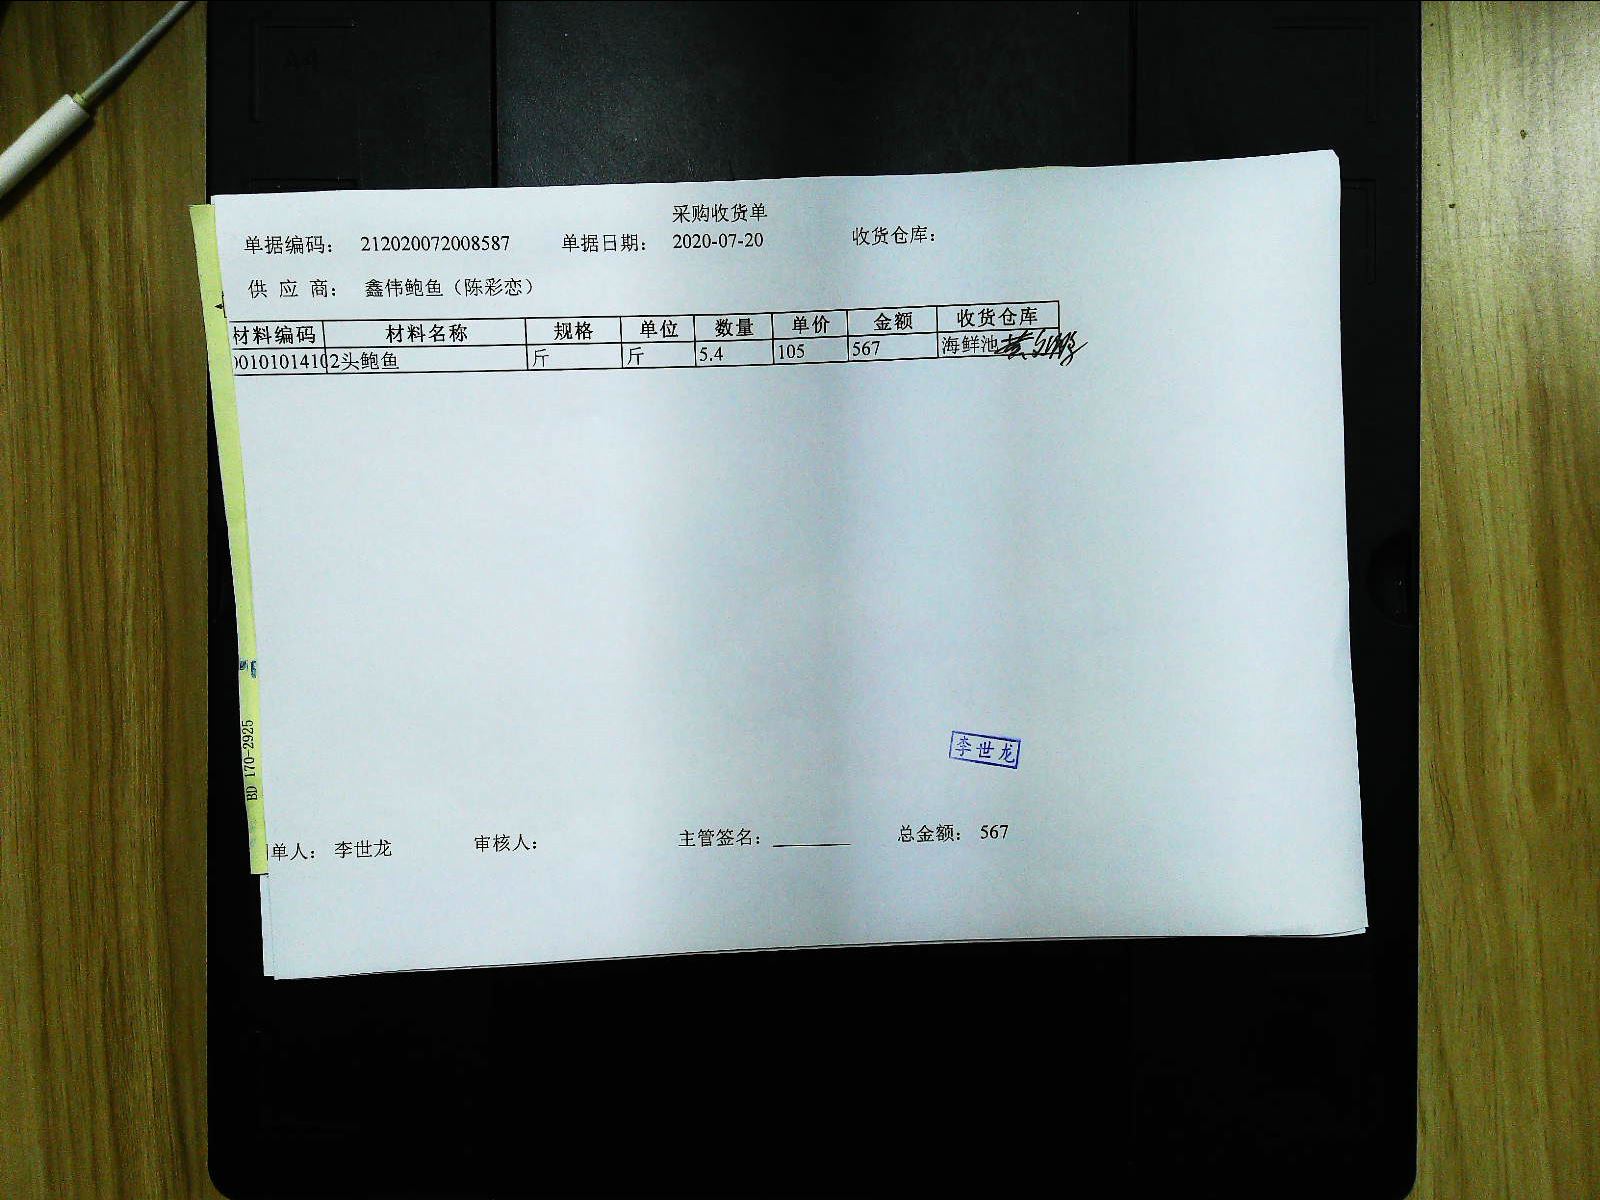 采购收货单
单据编码： 212020072008587 单据日期： 2020-07-20 收货仓库：
供 应 商： 鑫伟鲍鱼（陈彩恋）
材料编码 材料名称 规格 单位 数量 单价 金额 收货仓库
0010101410 2头鲍鱼 斤 斤 5.4 105 567 海鲜池
李世龙
BD 170-2925
单人： 李世龙 审核人： 主管签名： 总金额： 567